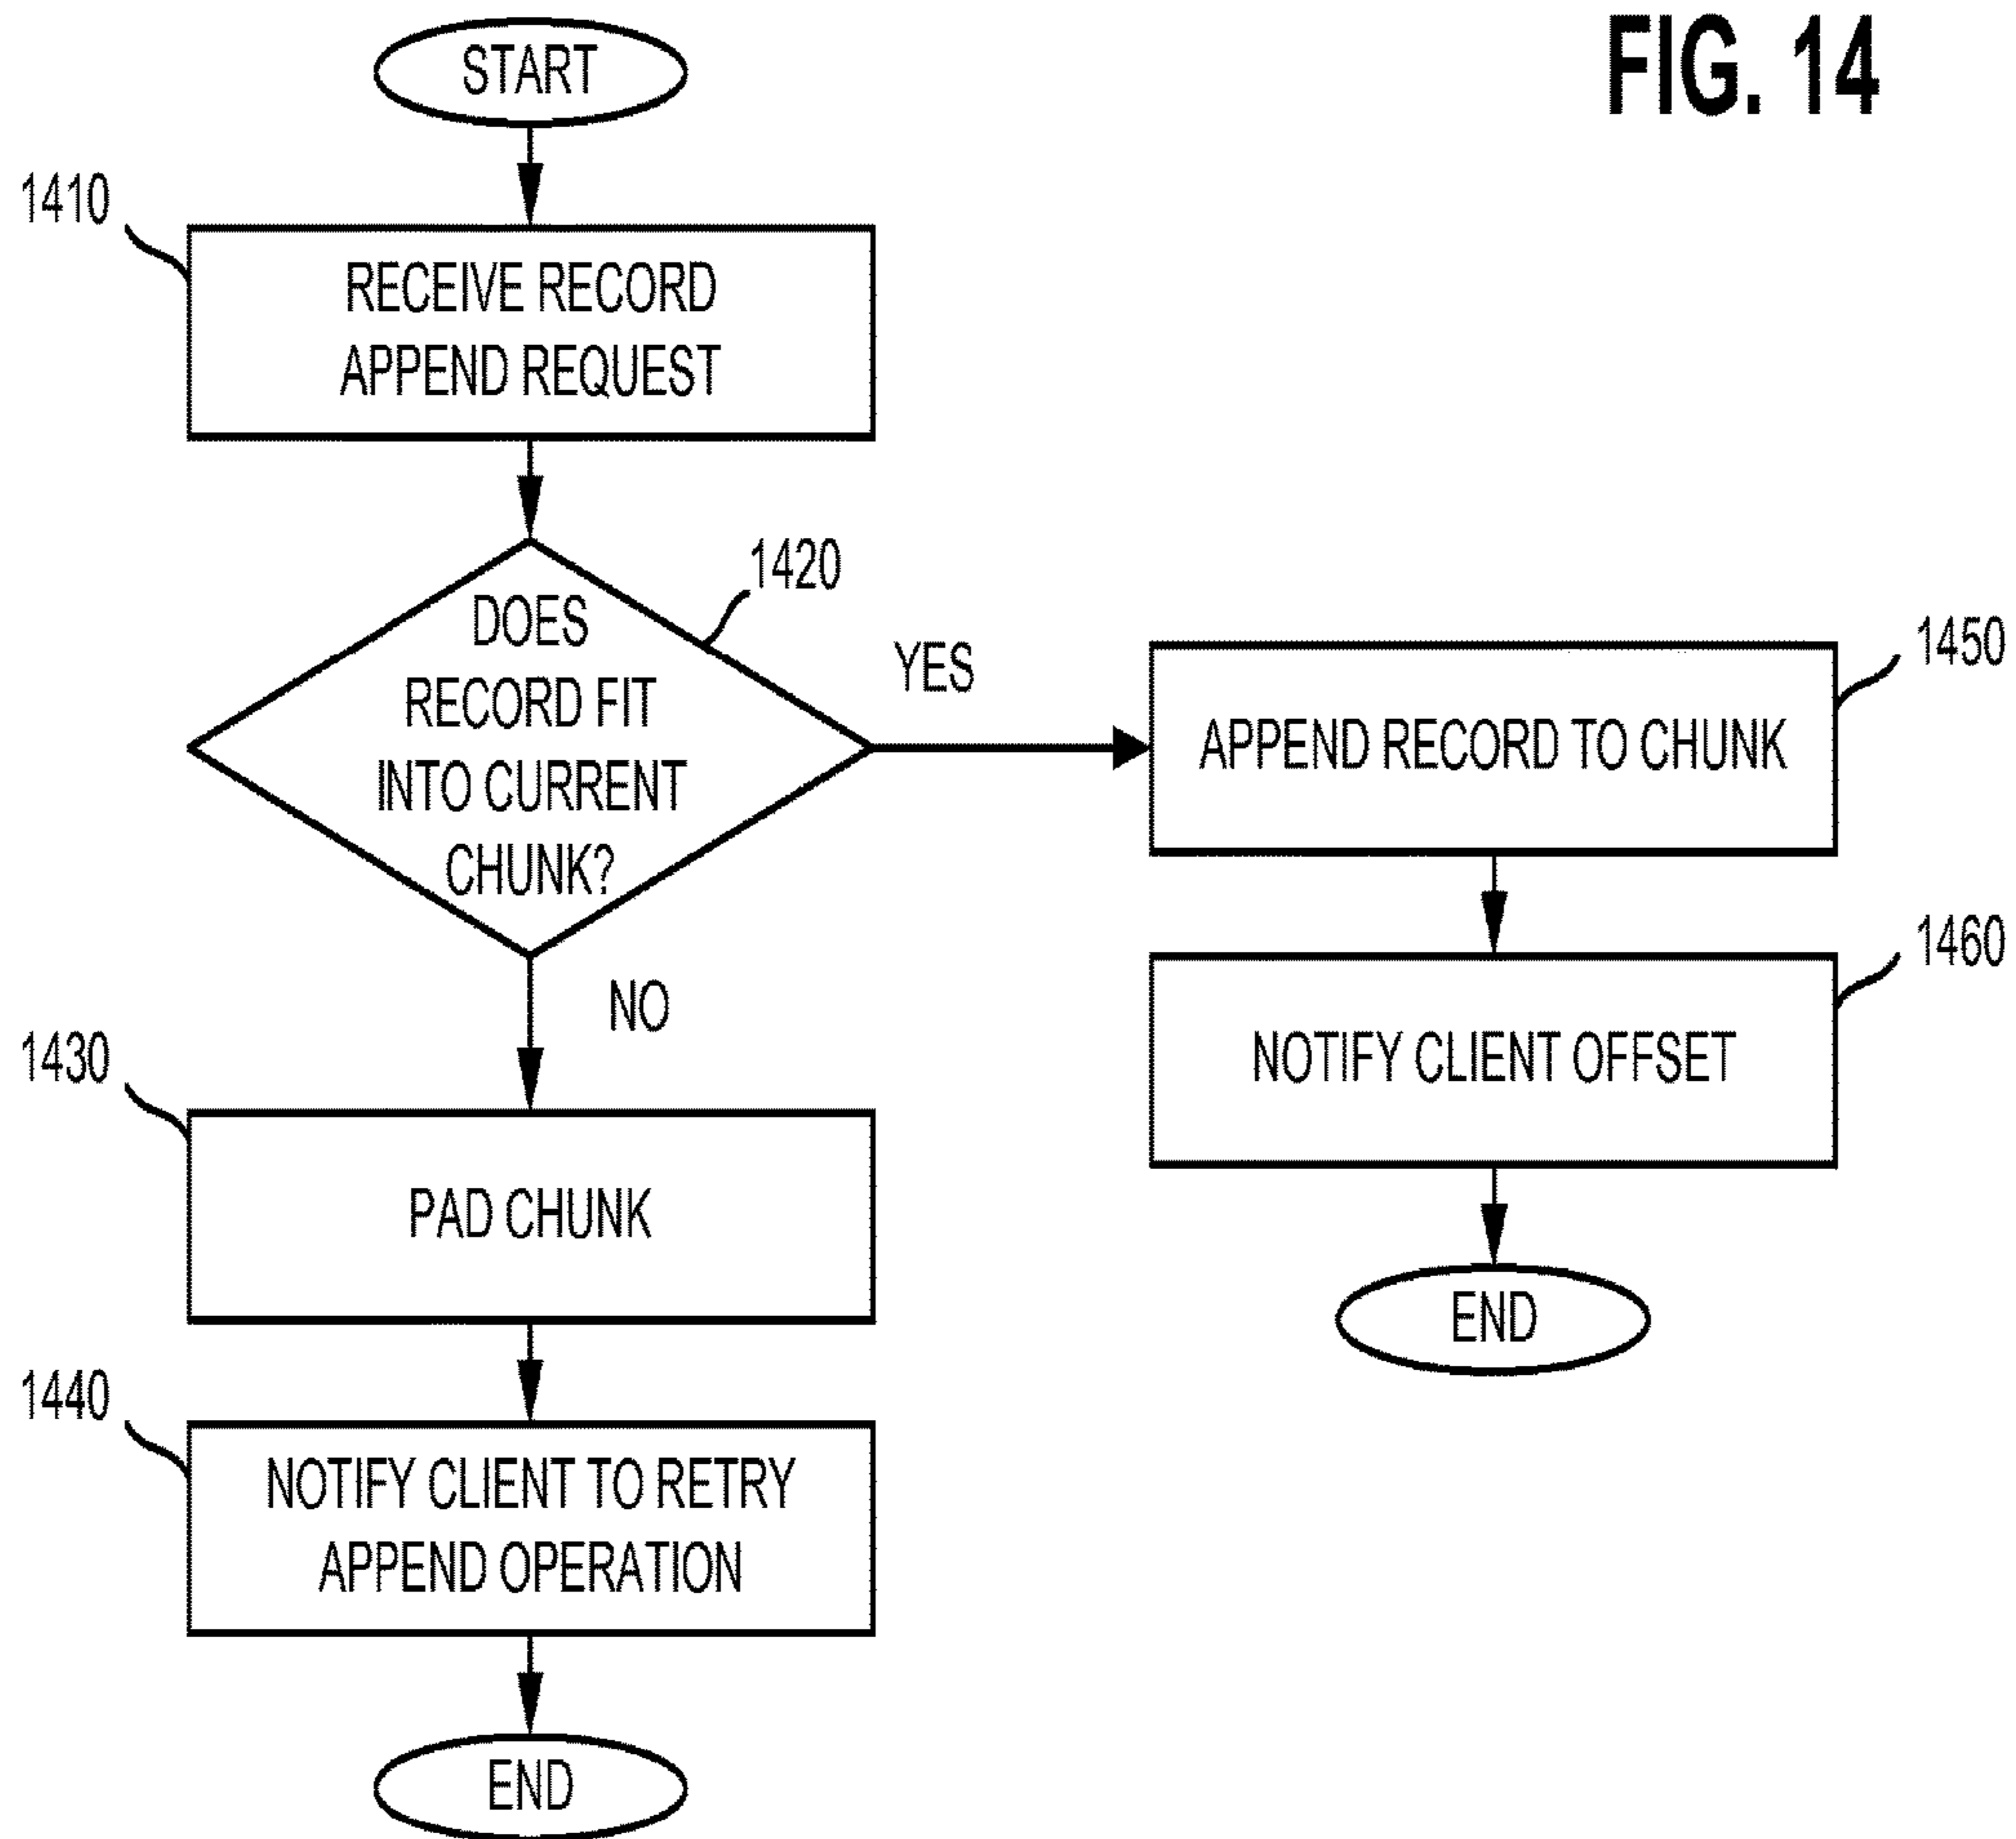 FIG. 14
START
1410
RECEIVE RECORD
APPEND REQUEST
1420
DOES
RECORD FIT
INTO CURRENT
CHUNK?
YES
1450
APPEND RECORD TO CHUNK
1460
NOTIFY CLIENT OFFSET
END
NO
1430
PAD CHUNK
1440
NOTIFY CLIENT TO RETRY
APPEND OPERATION
END